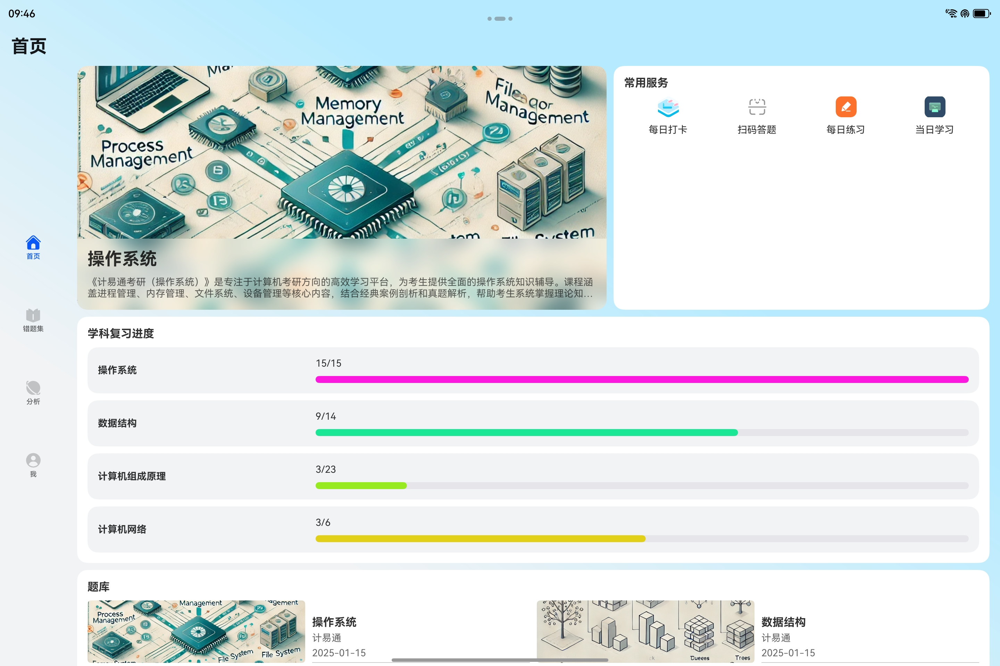 09:46
首页
Memory
Management
Management
Process
Management
操作系统
《计易通考研（操作系统）》是专注于计算机考研方向的高效学习平台，为考生提供全面的操作系统知识辅导。课程涵
盖进程管理、内存管理、文件系统、设备管理等核心内容，结合经典案例剖析和真题解析，帮助考生系统掌握理论知...
常用服务
每日打卡
扫码答题
每日练习
当日学习
首页
错题集
分析
我
学科复习进度
操作系统
15/15
数据结构
9/14
计算机组成原理
3/23
计算机网络
3/6
题库
Management
Process
Management
File System
File System
操作系统
计易通
2025-01-15
Trees
数据结构
计易通
2025-01-15